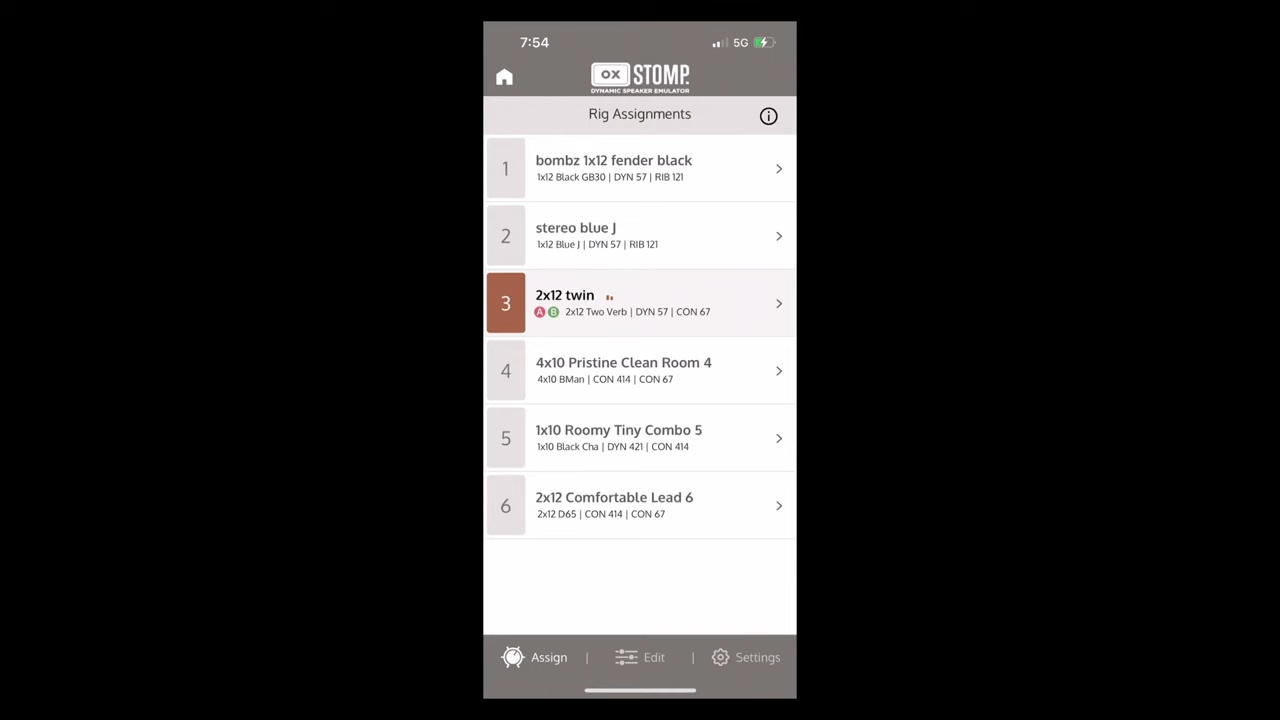 7:54
5G
OX STOMP.
DYNAMIC SPEAKER EMULATOR
Rig Assignments
1
bombz 1x12 fender black
1x12 Black GB30 | DYN 57 | RIB 121
2
stereo blue J
1x12 Blue J | DYN 57 | RIB 121
3
2x12 twin
A B 2x12 Two Verb | DYN 57 | CON 67
4
4x10 Pristine Clean Room 4
4x10 BMan | CON 414 | CON 67
5
1x10 Roomy Tiny Combo 5
1x10 Black Cha | DYN 421 | CON 414
6
2x12 Comfortable Lead 6
2x12 D65 | CON 414 | CON 67
Assign | Edit | Settings